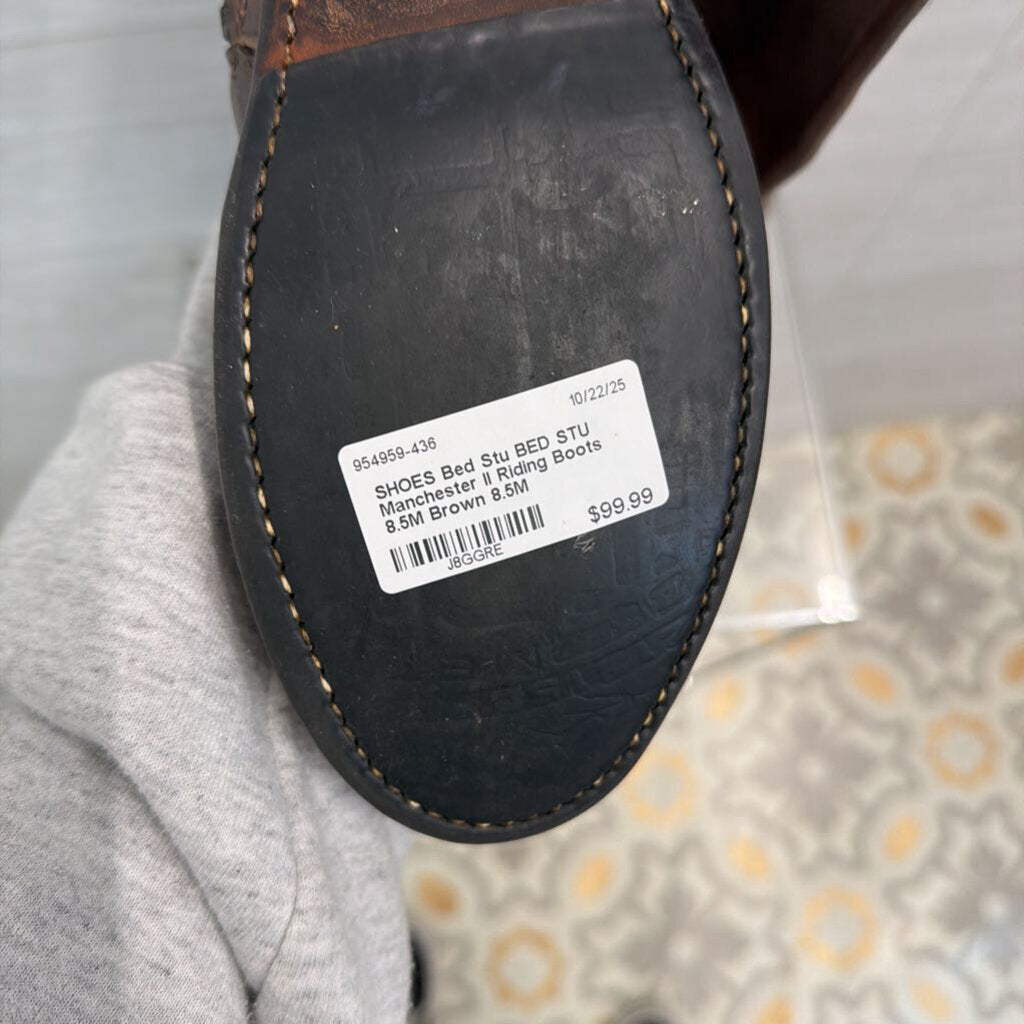 954959-436
10/22/25
SHOES Bed Stu BED STU
Manchester II Riding Boots
8.5M Brown 8.5M
$99.99
J8GGRE